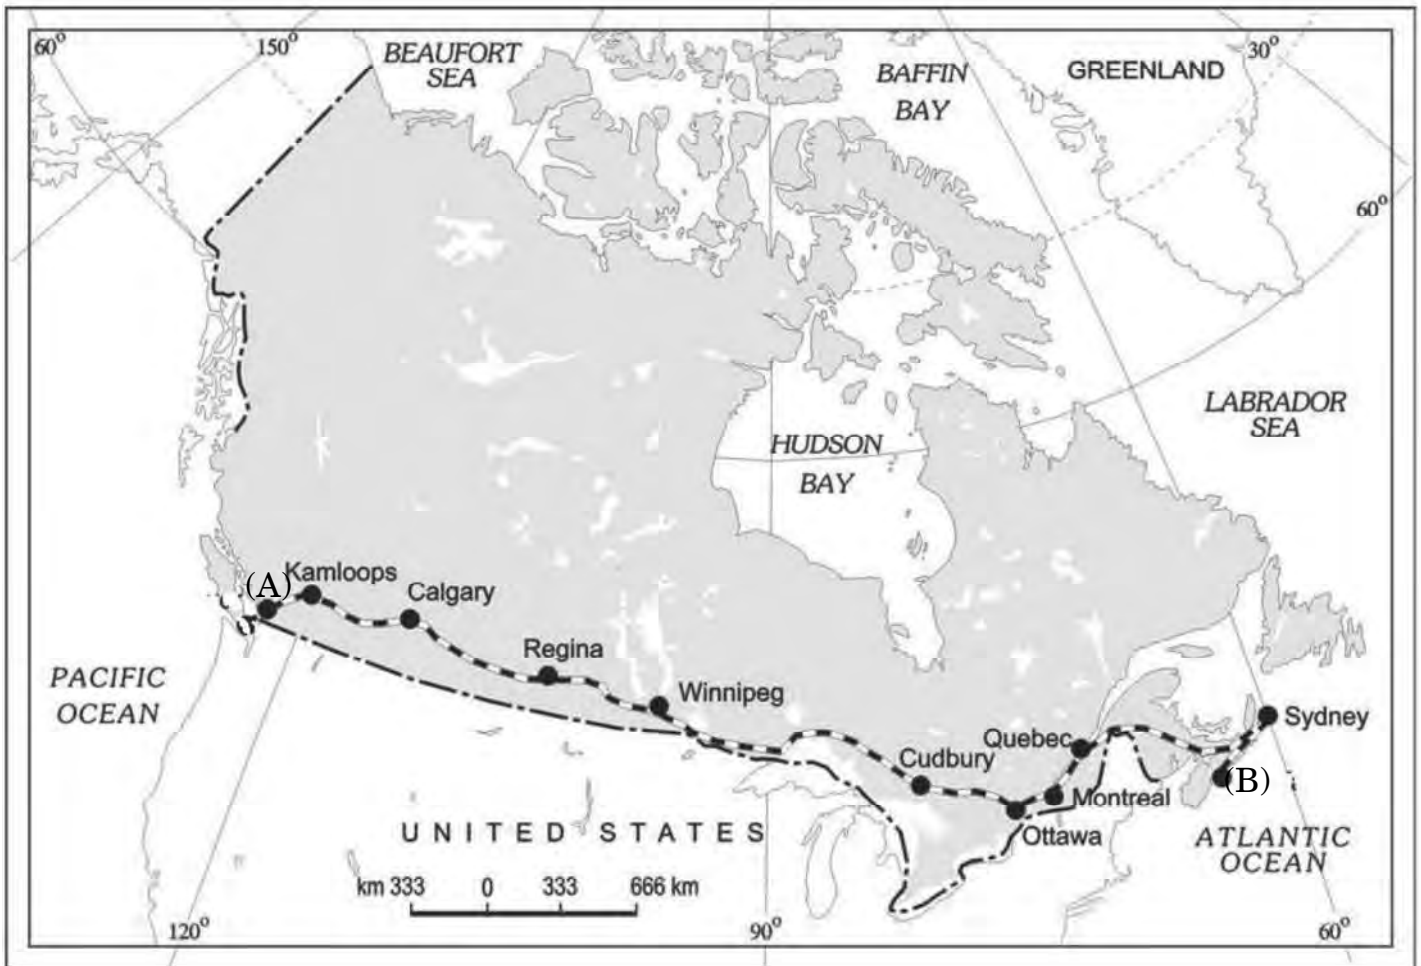 60°
150°
BEAUFORT
SEA
BAFFIN
BAY
GREENLAND
30°
60°
LABRADOR
SEA
HUDSON
BAY
(A)
Kamloops
Calgary
Regina
Winnipeg
PACIFIC
OCEAN
Cudbury
Quebec
Sydney
(B)
Montreal
Ottawa
UNITED STATES
ATLANTIC
OCEAN
km 333 0 333 666 km
120°
90°
60°